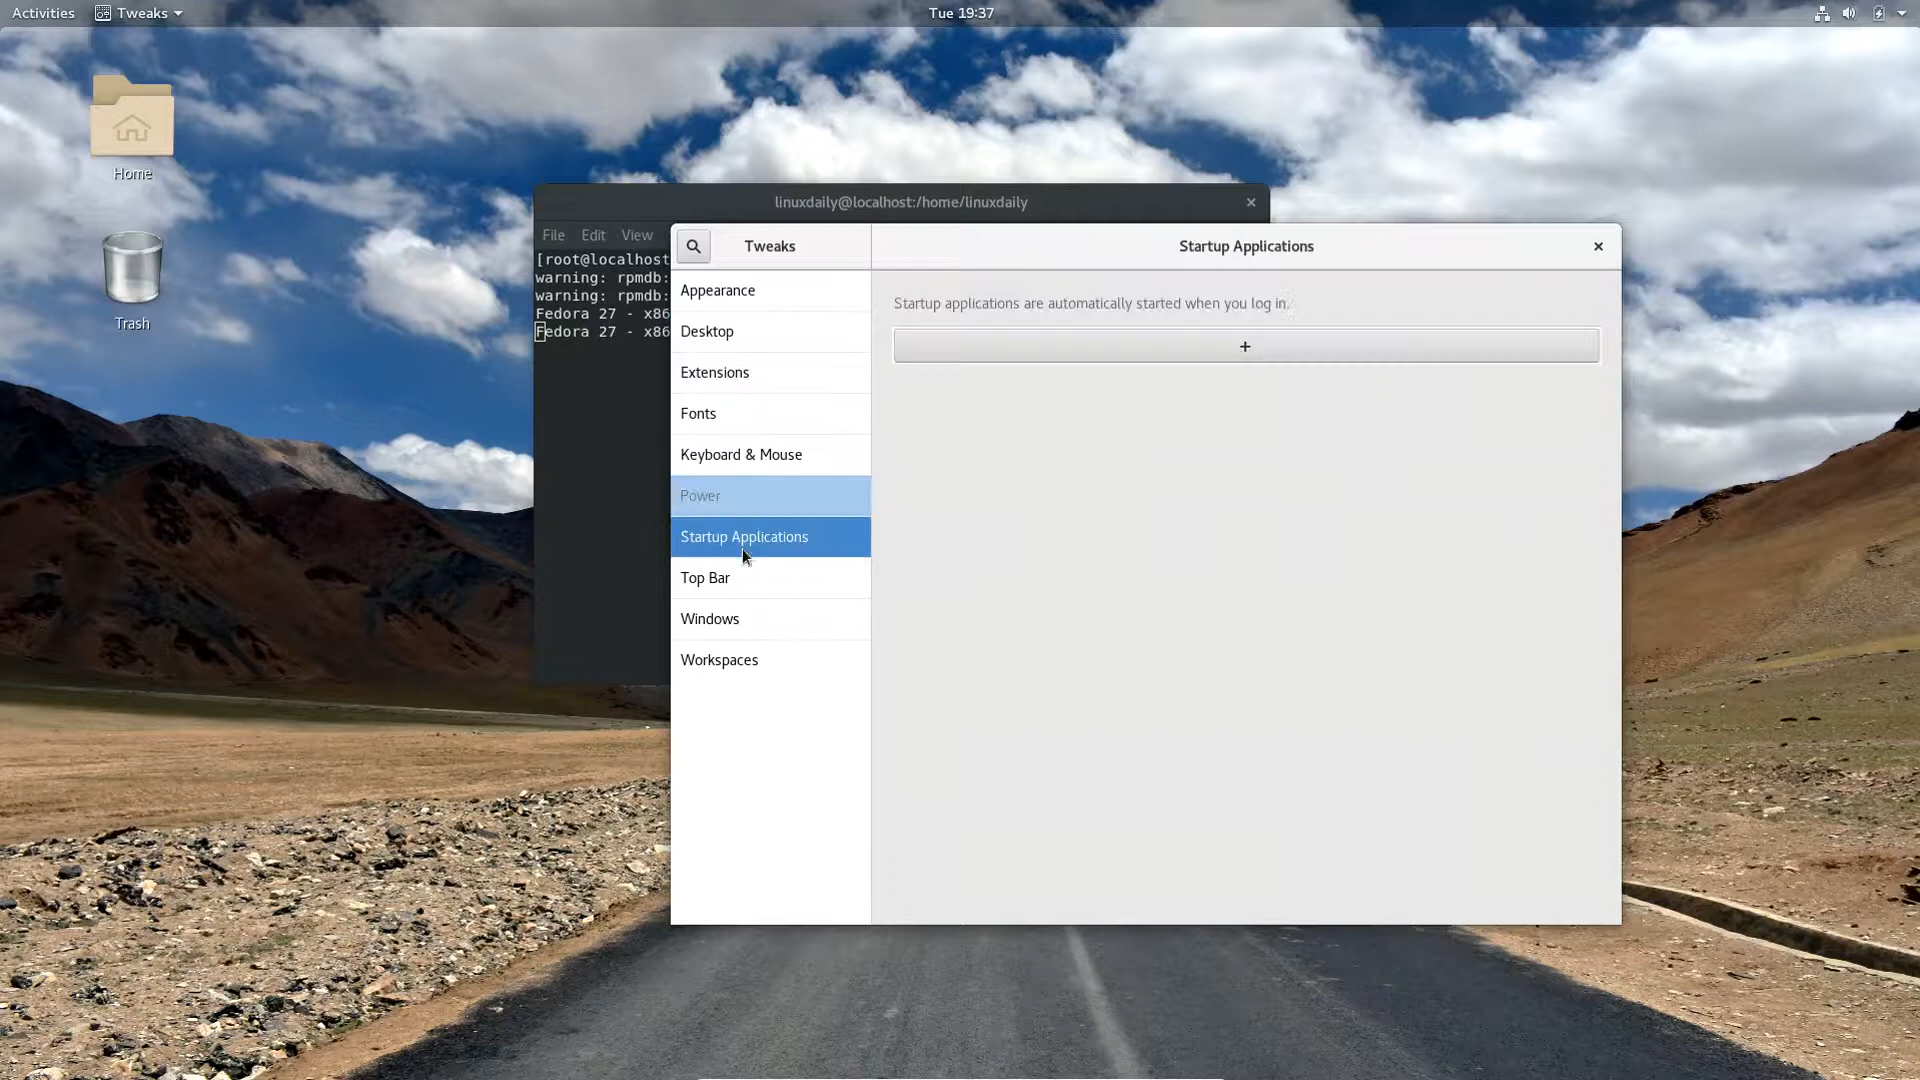 Activities Tweaks Tue 19:37
Home
Trash
linuxdaily@localhost:/home/linuxdaily
File Edit View
[root@localhost
warning: rpmdb:
warning: rpmdb:
Fedora 27 - x86
Fedora 27 - x86
Tweaks
Startup Applications
Appearance
Desktop
Extensions
Fonts
Keyboard & Mouse
Power
Startup Applications
Top Bar
Windows
Workspaces
Startup applications are automatically started when you log in.
+